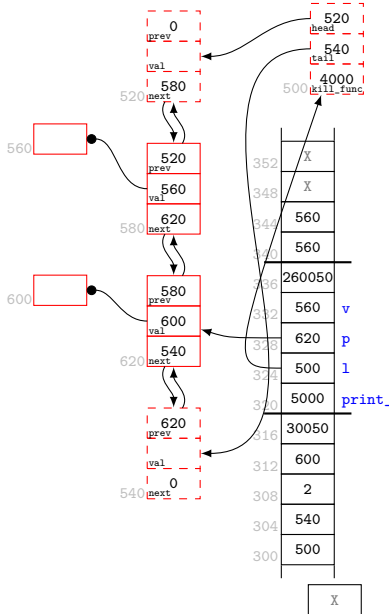 0
prev
val
580
520 next
520
head
540
tail
4000
500 kill_func
560
520
prev
560
val
620
580
600
580
prev
600
val
540
620
620
prev
val
0
540 next
352 X
348 X
344 560
340 560
336 260050
332 560 v
328 620 p
324 500 l
320 5000 print_
316 30050
312 600
308 2
304 540
300 500
X